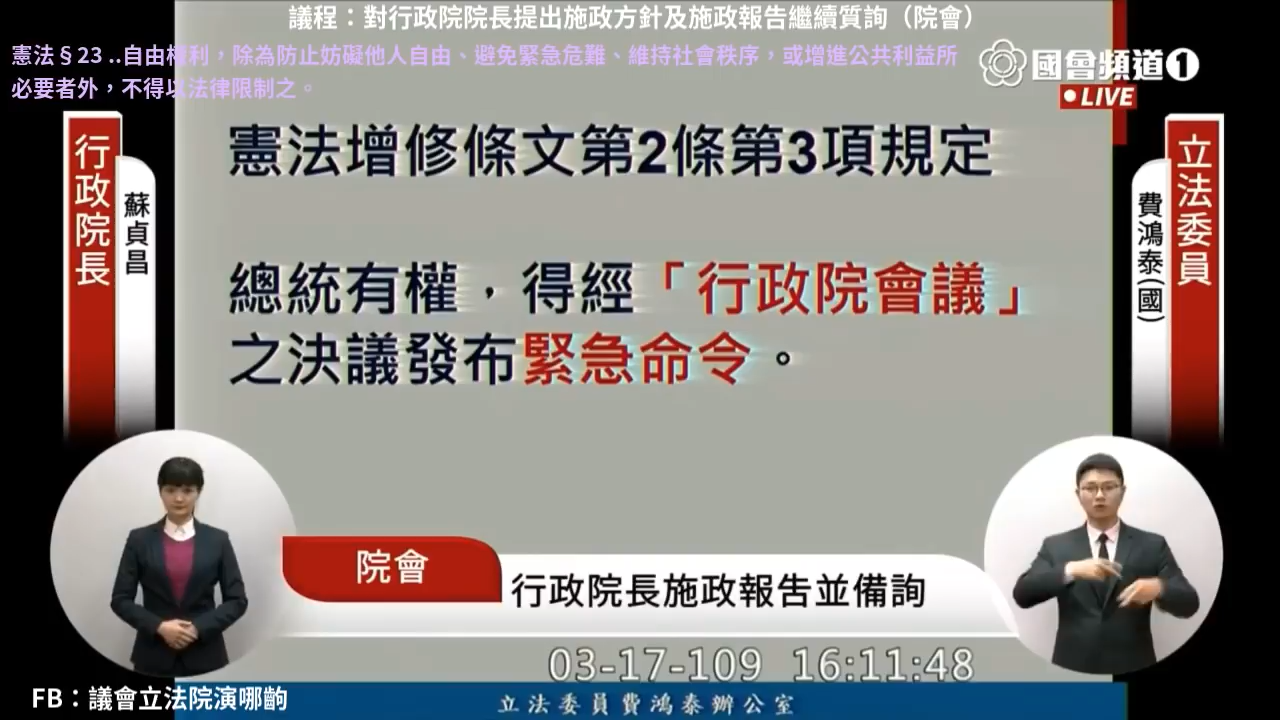 議程：對行政院院長提出施政方針及施政報告繼續質詢（院會）
憲法§23 ..自由權利，除為防止妨礙他人自由、避免緊急危難、維持社會秩序，或增進公共利益所
必要者外，不得以法律限制之。
國會頻道1
LIVE
行政院長
蘇貞昌
立法委員
費鴻泰(國)
憲法增修條文第2條第3項規定
總統有權，得經「行政院會議」
之決議發布緊急命令。
院會
行政院長施政報告並備詢
03-17-109 16:11:48
FB：議會立法院演哪齣
立法委員費鴻泰辦公室